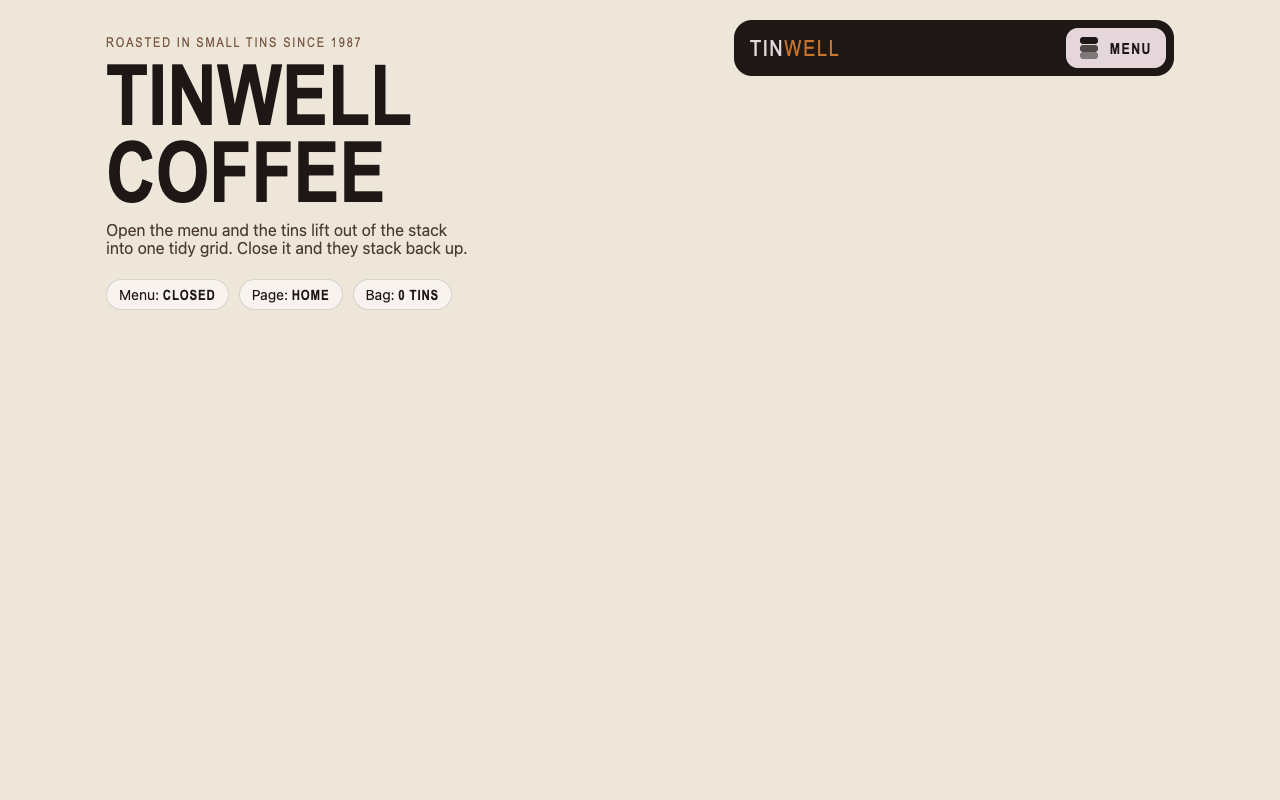 ROASTED IN SMALL TINS SINCE 1987
TINWELL
COFFEE
Open the menu and the tins lift out of the stack
into one tidy grid. Close it and they stack back up.
Menu: CLOSED
Page: HOME
Bag: 0 TINS
TINWELL
MENU